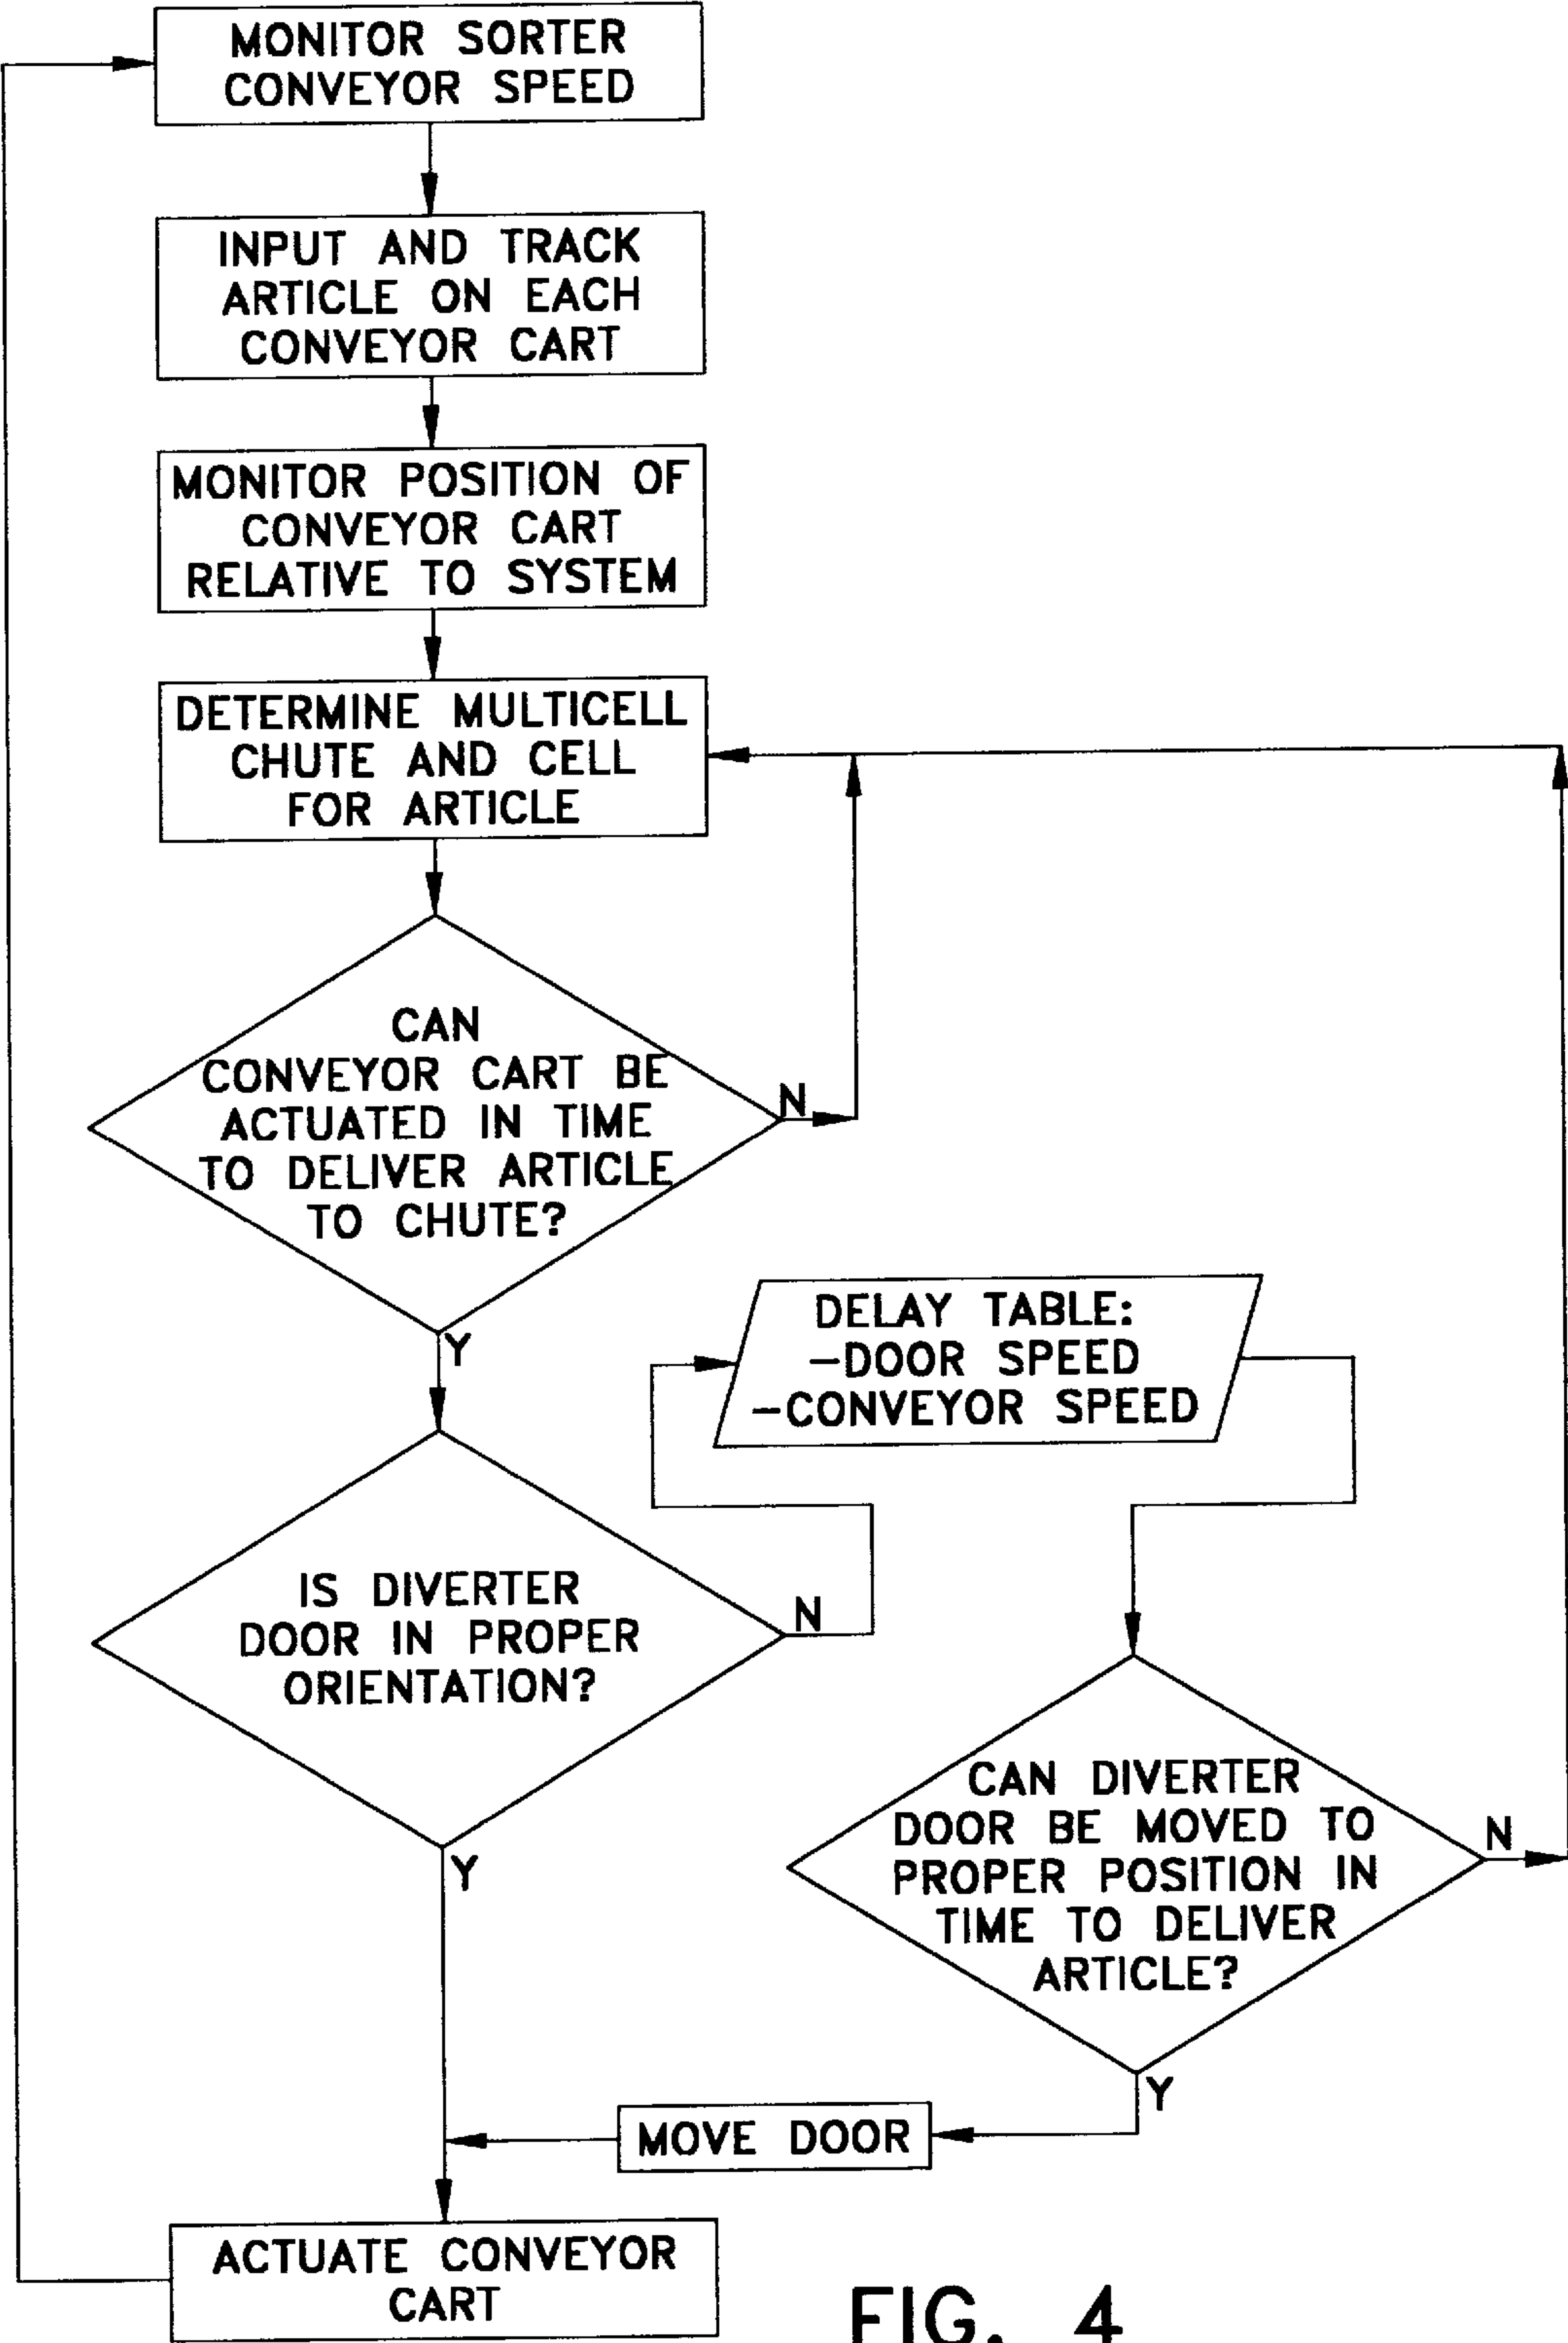 MONITOR SORTER
CONVEYOR SPEED
INPUT AND TRACK
ARTICLE ON EACH
CONVEYOR CART
MONITOR POSITION OF
CONVEYOR CART
RELATIVE TO SYSTEM
DETERMINE MULTICELL
CHUTE AND CELL
FOR ARTICLE
CAN
CONVEYOR CART BE
ACTUATED IN TIME
TO DELIVER ARTICLE
TO CHUTE?
N
Y
DELAY TABLE:
-DOOR SPEED
-CONVEYOR SPEED
IS DIVERTER
DOOR IN PROPER
ORIENTATION?
N
Y
CAN DIVERTER
DOOR BE MOVED TO
PROPER POSITION IN
TIME TO DELIVER
ARTICLE?
N
Y
MOVE DOOR
ACTUATE CONVEYOR
CART
FIG. 4